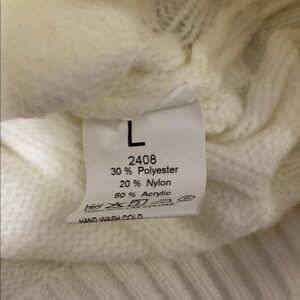 L
2408
30 % Polyester
20 % Nylon
50 % Acrylic
HAND WASH COLD